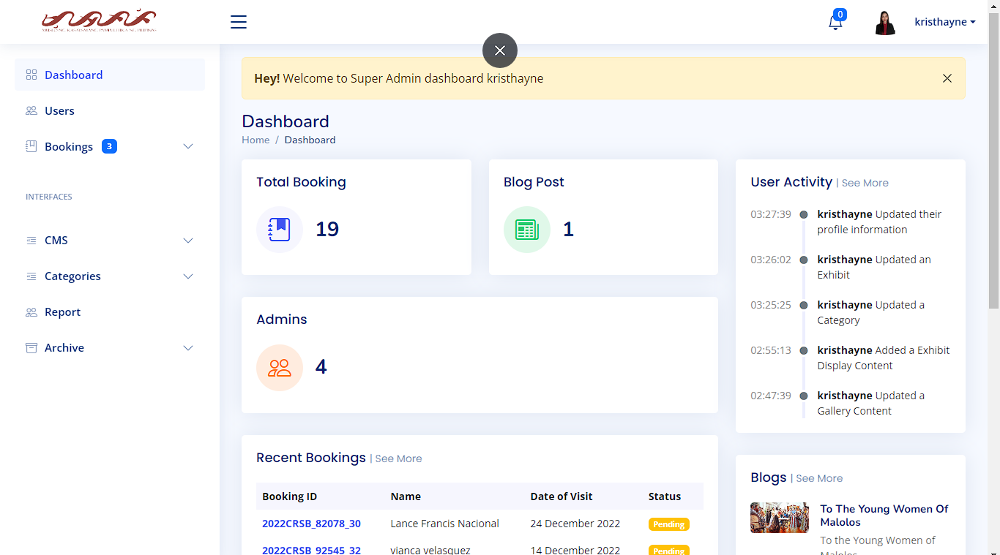 0
kristhayne
Hey! Welcome to Super Admin dashboard kristhayne
Dashboard
Users
Bookings 3
INTERFACES
CMS
Categories
Report
Archive
Dashboard
Home / Dashboard
Total Booking
19
Blog Post
1
Admins
4
User Activity | See More
03:27:39 kristhayne Updated their
profile information
03:26:02 kristhayne Updated an
Exhibit
03:25:25 kristhayne Updated a
Category
02:55:13 kristhayne Added a Exhibit
Display Content
02:47:39 kristhayne Updated a
Gallery Content
Recent Bookings | See More
Booking ID Name Date of Visit Status
2022CRSB_82078_30 Lance Francis Nacional 24 December 2022 Pending
2022CRSB_92545_32 vianca velasquez 14 December 2022 Pending
Blogs | See More
To The Young Women Of
Malolos
To the Young Women of
Malolos